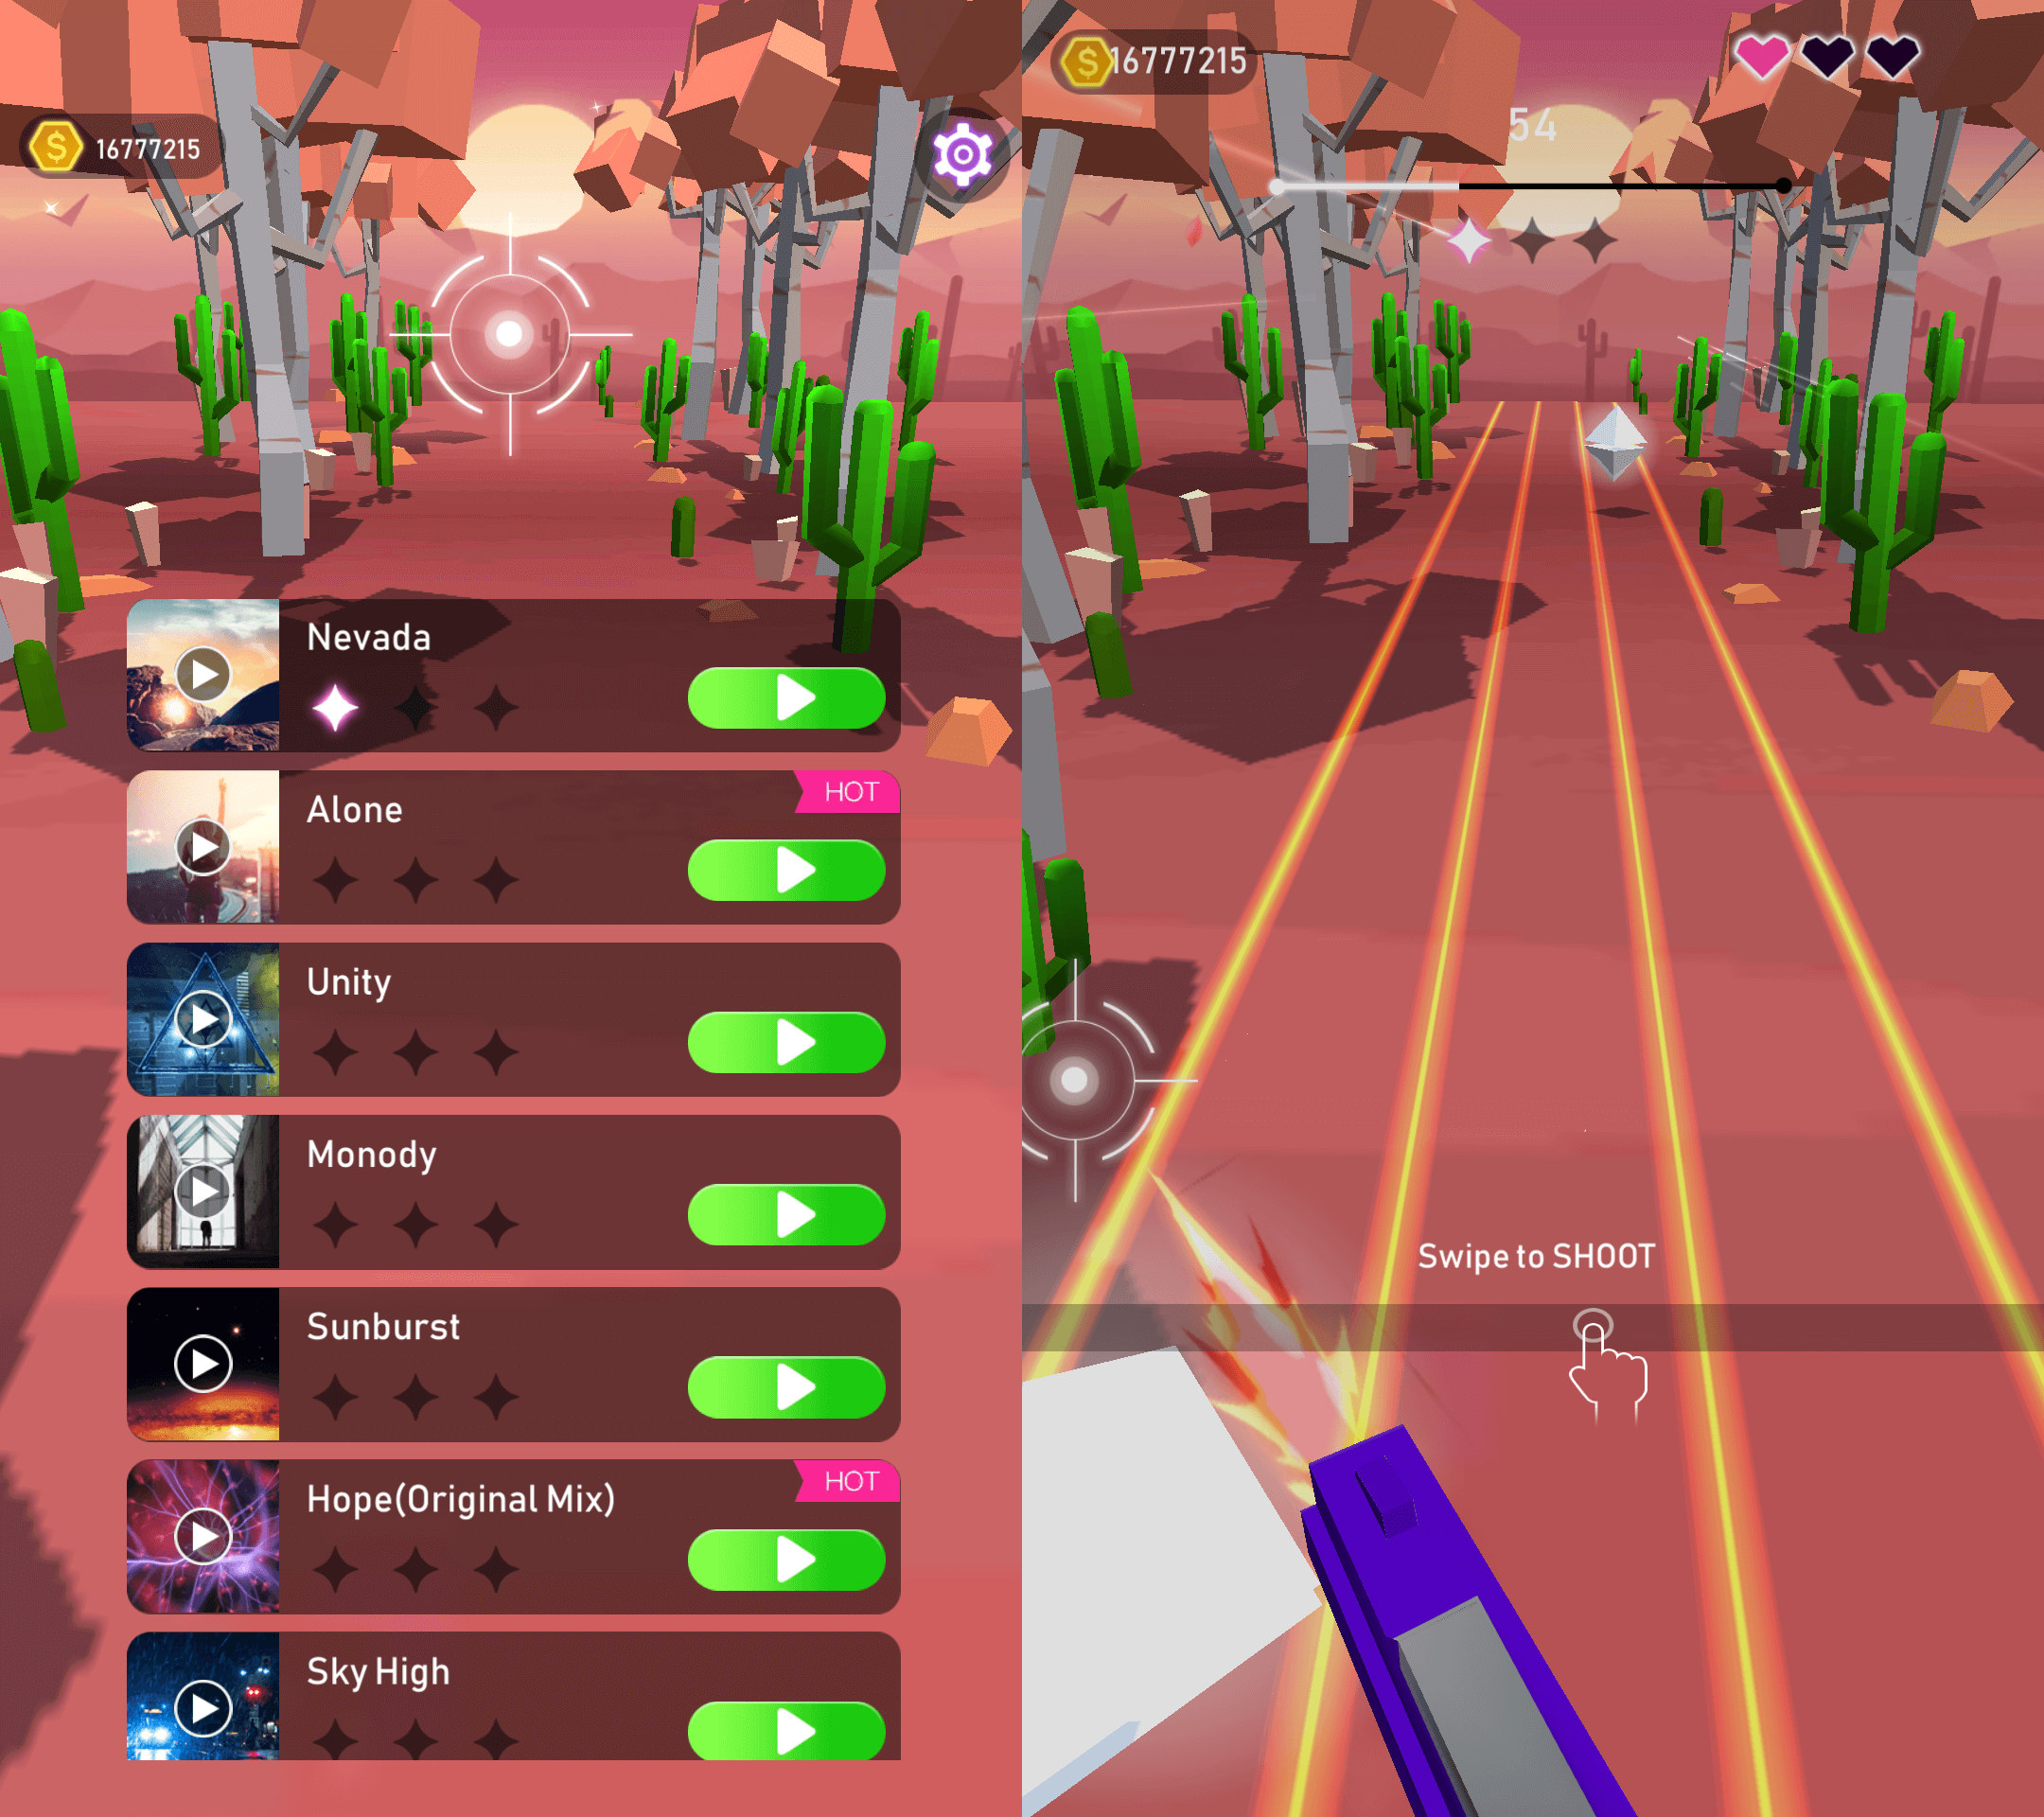 16777215
Nevada
Alone
HOT
Unity
Monody
Sunburst
Hope(Original Mix)
HOT
Sky High
16777215
54
Swipe to SHOOT